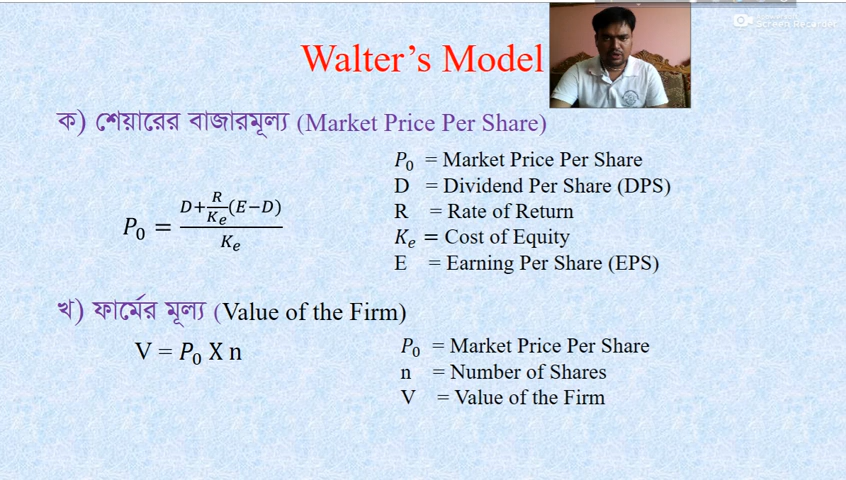 Walter’s Model
ক) শেয়ারের বাজারমূল্য (Market Price Per Share)
P₀ = (D+R/Kₑ(E−D))/Kₑ
P₀ = Market Price Per Share
D = Dividend Per Share (DPS)
R = Rate of Return
Kₑ = Cost of Equity
E = Earning Per Share (EPS)
খ) ফার্মের মূল্য (Value of the Firm)
V = P₀ X n
P₀ = Market Price Per Share
n = Number of Shares
V = Value of the Firm
Screen Recorder